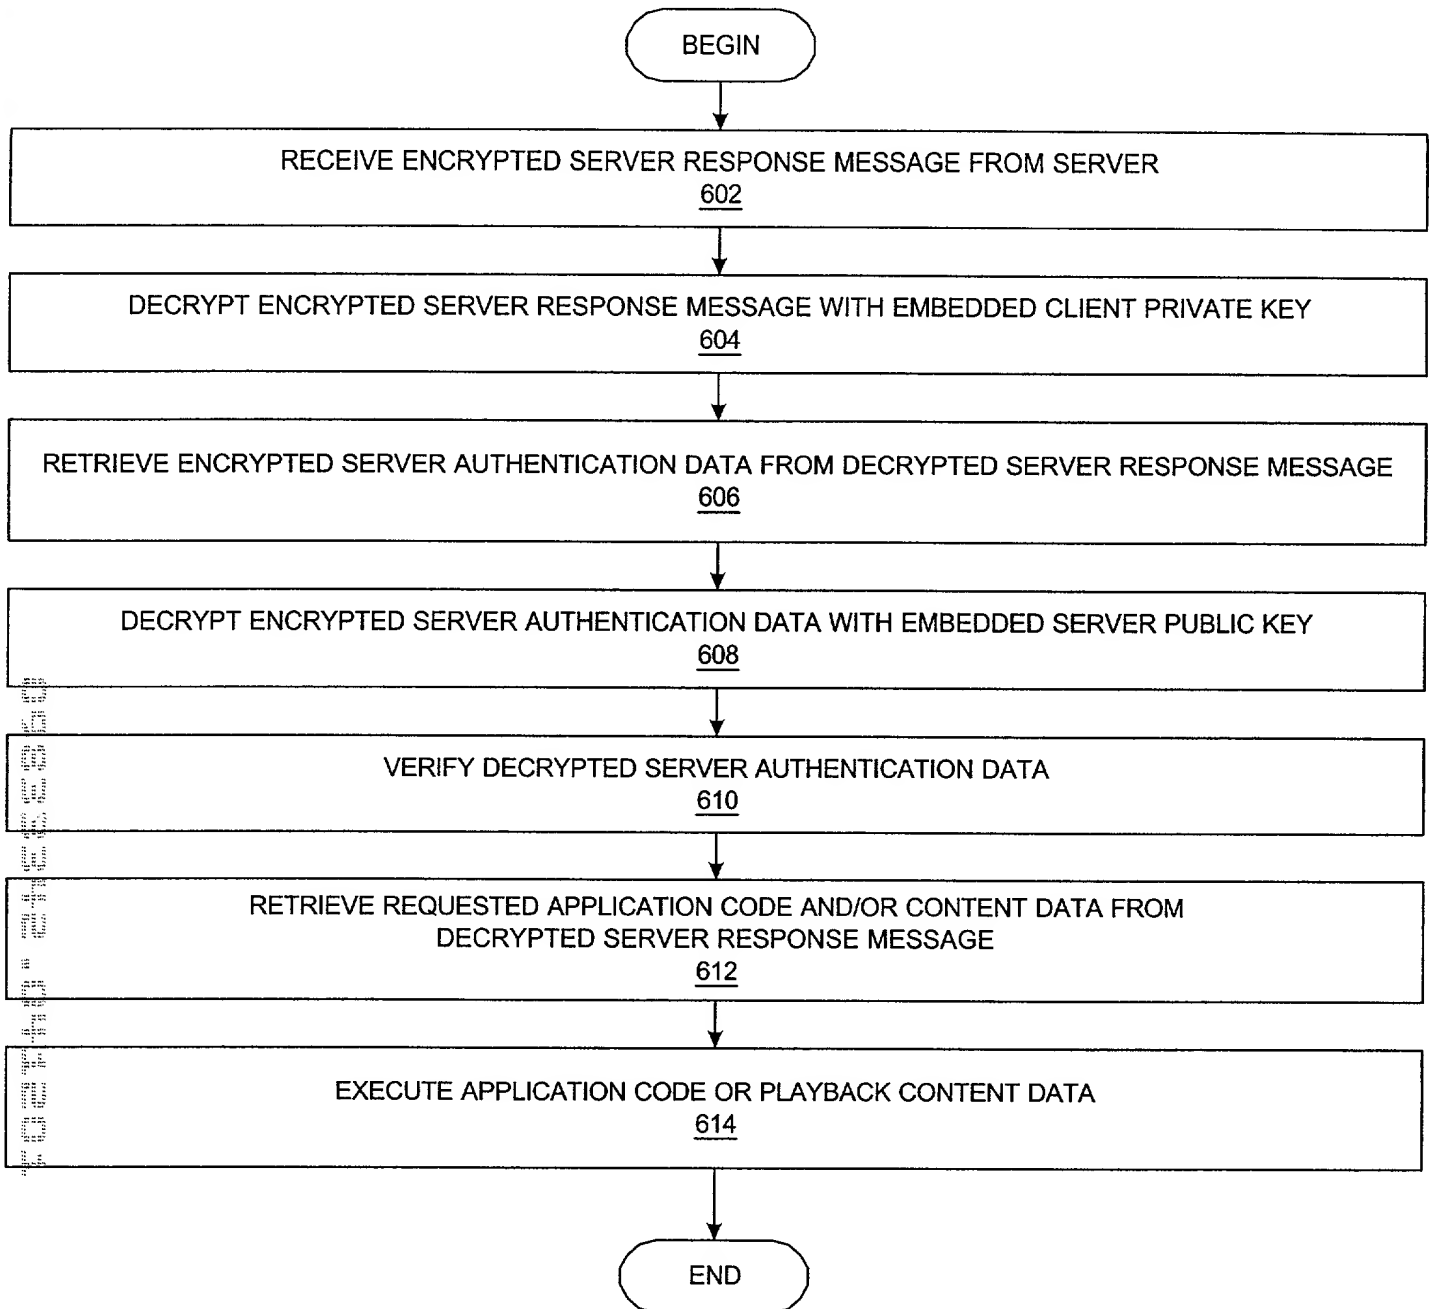 BEGIN
RECEIVE ENCRYPTED SERVER RESPONSE MESSAGE FROM SERVER
602
DECRYPT ENCRYPTED SERVER RESPONSE MESSAGE WITH EMBEDDED CLIENT PRIVATE KEY
604
RETRIEVE ENCRYPTED SERVER AUTHENTICATION DATA FROM DECRYPTED SERVER RESPONSE MESSAGE
606
DECRYPT ENCRYPTED SERVER AUTHENTICATION DATA WITH EMBEDDED SERVER PUBLIC KEY
608
VERIFY DECRYPTED SERVER AUTHENTICATION DATA
610
RETRIEVE REQUESTED APPLICATION CODE AND/OR CONTENT DATA FROM
DECRYPTED SERVER RESPONSE MESSAGE
612
EXECUTE APPLICATION CODE OR PLAYBACK CONTENT DATA
614
END